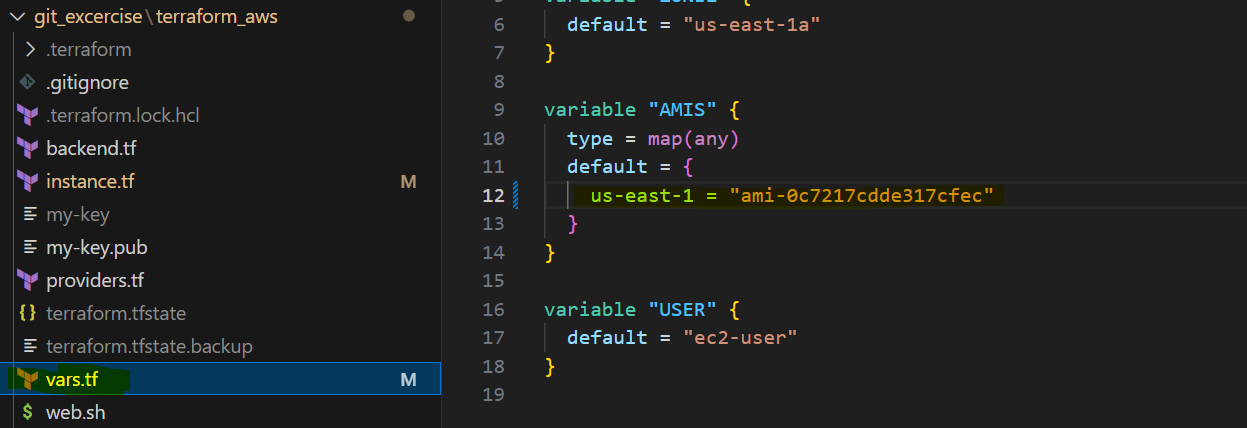 git_excercise\terraform_aws
.terraform
.gitignore
.terraform.lock.hcl
backend.tf
instance.tf M
my-key
my-key.pub
providers.tf
terraform.tfstate
terraform.tfstate.backup
vars.tf M
web.sh
6 default = "us-east-1a"
7 }
8
9 variable "AMIS" {
10 type = map(any)
11 default = {
12 us-east-1 = "ami-0c7217cdde317cfec"
13 }
14 }
15
16 variable "USER" {
17 default = "ec2-user"
18 }
19